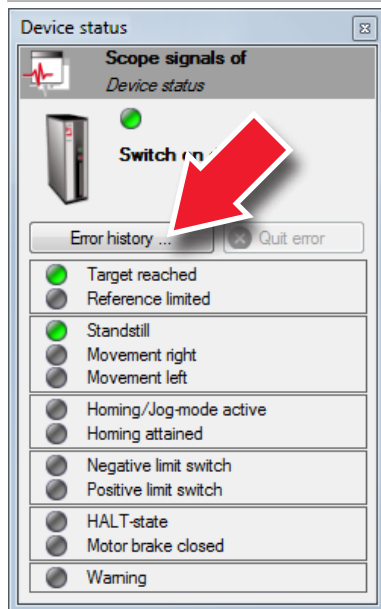 Device status
Scope signals of
Device status
Switch on
Error history ...
Quit error
Target reached
Reference limited
Standstill
Movement right
Movement left
Homing/Jog-mode active
Homing attained
Negative limit switch
Positive limit switch
HALT-state
Motor brake closed
Warning